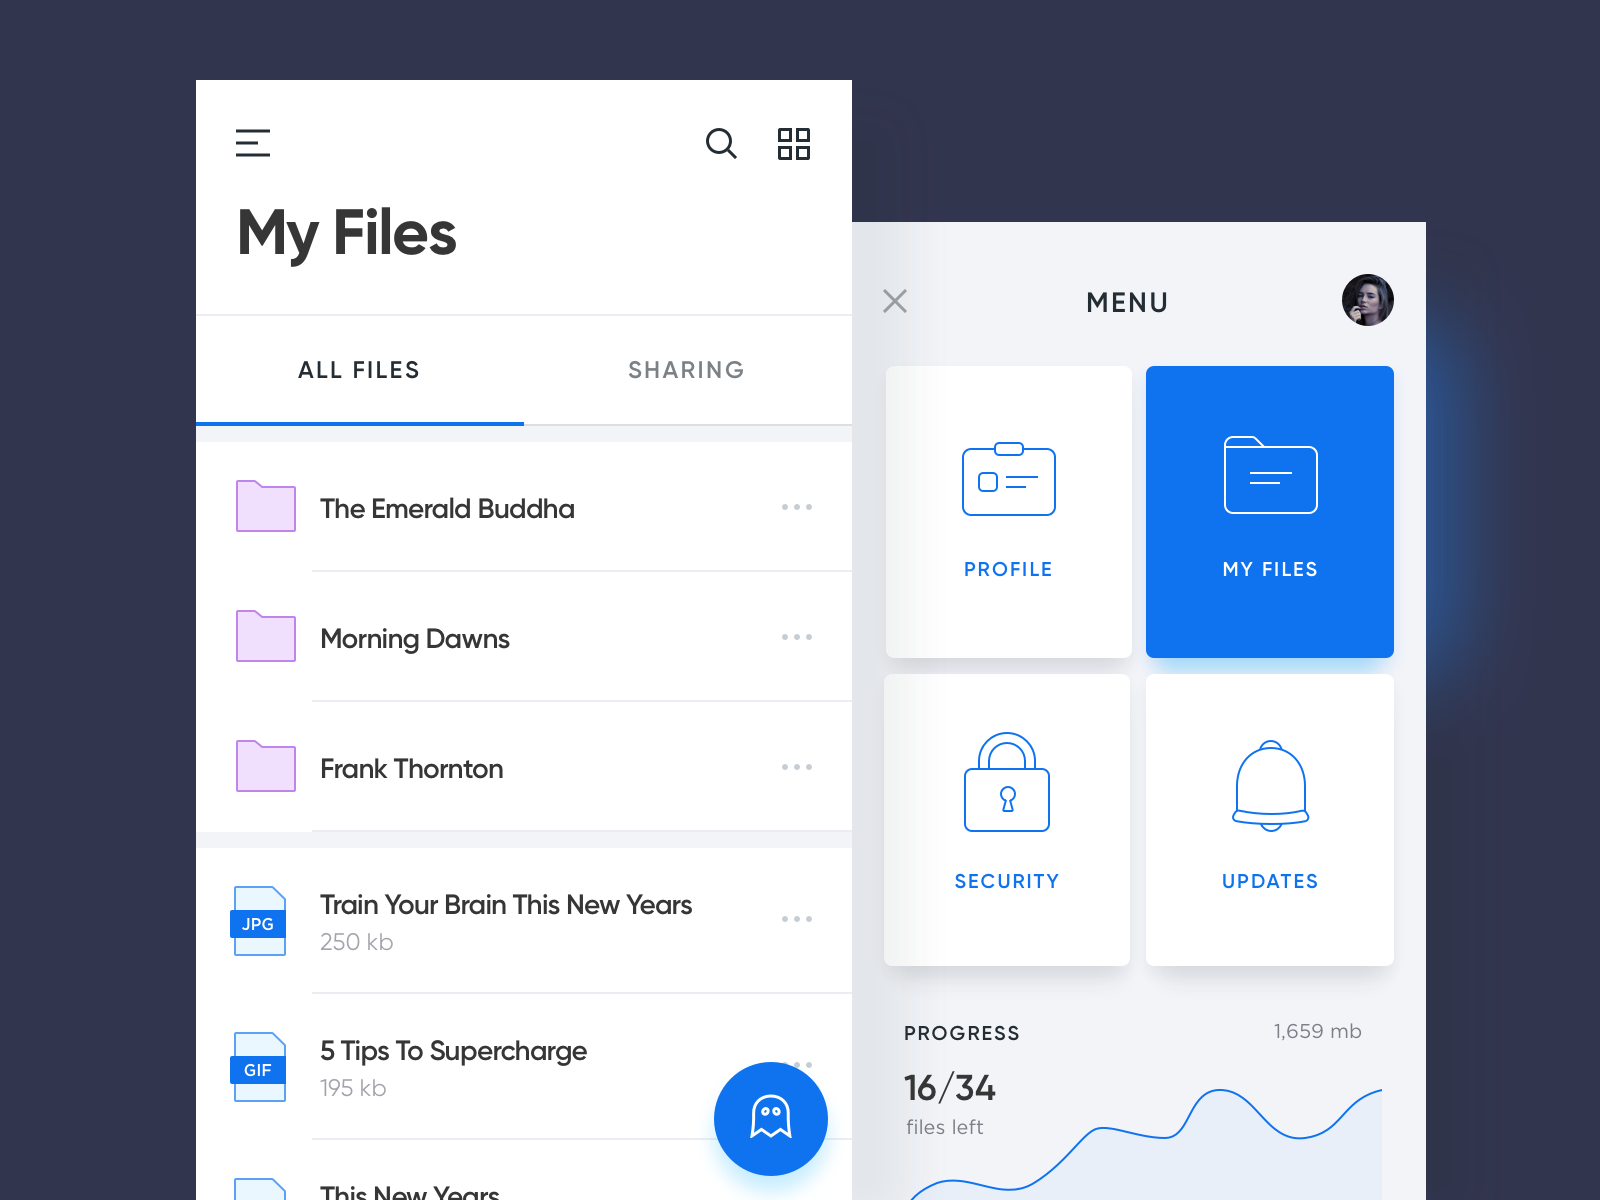 My Files
ALL FILES
SHARING
The Emerald Buddha
Morning Dawns
Frank Thornton
JPG
Train Your Brain This New Years
250 kb
GIF
5 Tips To Supercharge
195 kb
This New Years
MENU
PROFILE
MY FILES
SECURITY
UPDATES
PROGRESS
1,659 mb
16/34
files left